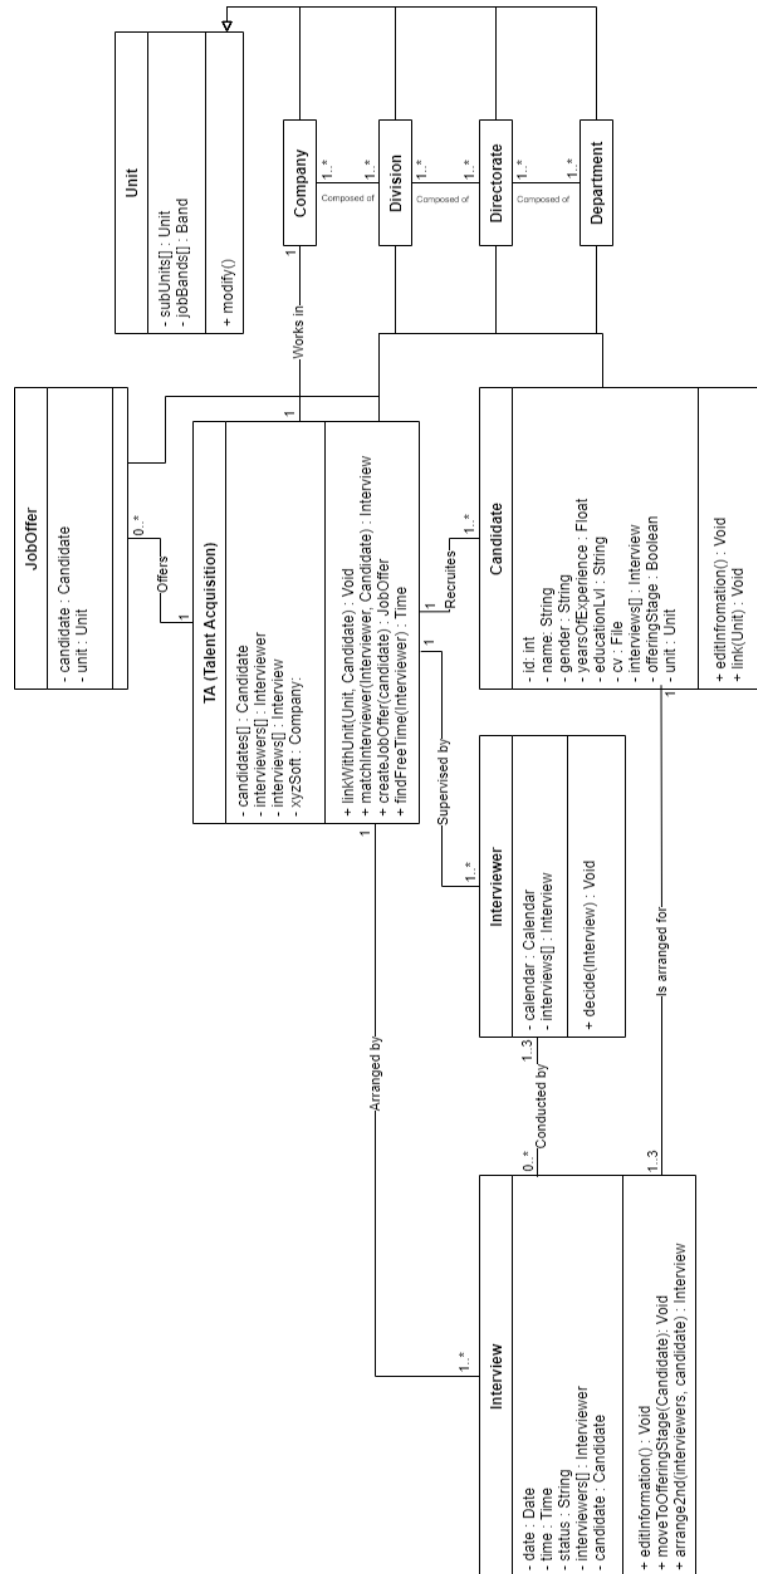 Unit
- subUnits[] : Unit
- jobBands[] : Band
+ modify()
Company
1..*
1..*
Composed of
Division
1..*
1..*
Composed of
Directorate
1..*
1..*
Composed of
Department
1
Works in
1
JobOffer
- candidate : Candidate
- unit : Unit
0..*
Offers
1
TA (Talent Acquisition)
- candidates[] : Candidate
- interviewers[] : Interviewer
- interviews[] : Interview
- xyzSoft : Company:
+ linkWithUnit(Unit, Candidate) : Void
+ matchInterviewer(Interviewer, Candidate) : Interview
+ createJobOffer(candidate) : JobOffer
+ findFreeTime(Interviewer) : Time
1
Recruites
1..*
Candidate
- id: int
- name: String
- gender : String
- yearsOfExperience : Float
- educationLvl : String
- cv : File
- interviews[] : Interview
- offeringStage : Boolean
- unit : Unit
+ editInfromation() : Void
+ link(Unit) : Void
1
Supervised by
1..*
Interviewer
- calendar : Calendar
- interviews[] : Interview
+ decide(Interview) : Void
1
Arranged by
1..*
1..3
Conducted by
0..*
1
Is arranged for
1..3
Interview
- date : Date
- time : Time
- status : String
- interviewers[] : Interviewer
- candidate : Candidate
+ editInformation() : Void
+ moveToOfferingStage(Candidate): Void
+ arrange2nd(interviewers, candidate) : Interview